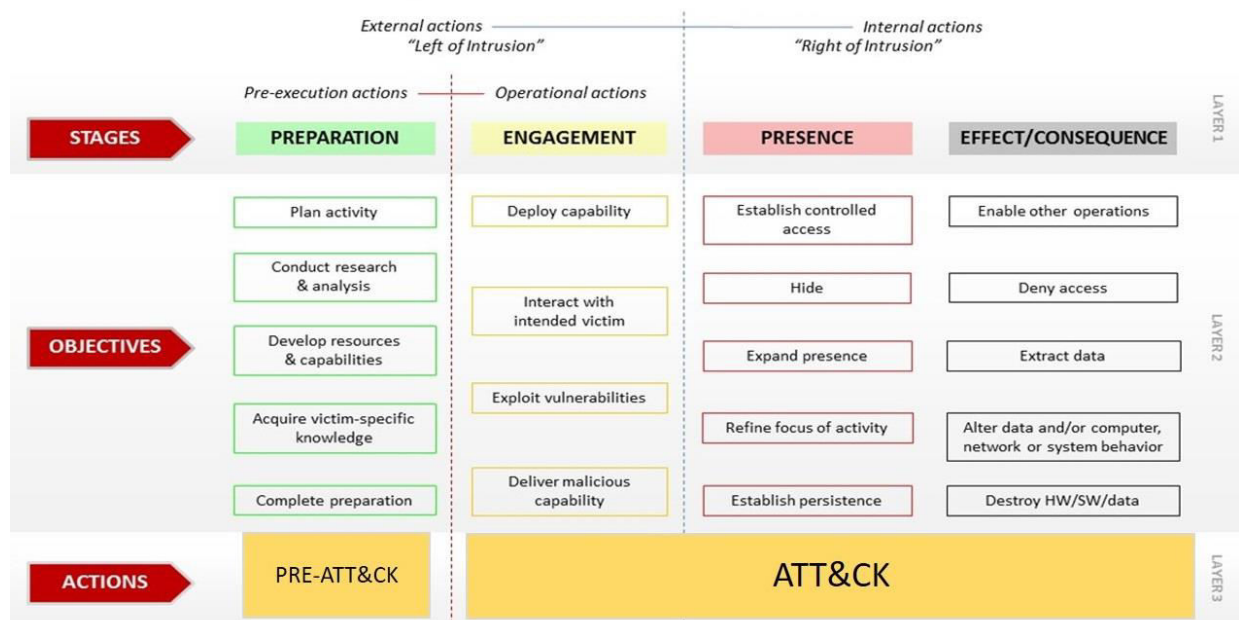 External actions
Internal actions
"Left of Intrusion"
"Right of Intrusion"
Pre-execution actions
Operational actions
LAYER 1
STAGES
PREPARATION
ENGAGEMENT
PRESENCE
EFFECT/CONSEQUENCE
OBJECTIVES
LAYER 2
Plan activity
Conduct research
& analysis
Develop resources
& capabilities
Acquire victim-specific
knowledge
Complete preparation
Deploy capability
Interact with
intended victim
Exploit vulnerabilities
Deliver malicious
capability
Establish controlled
access
Hide
Expand presence
Refine focus of activity
Establish persistence
Enable other operations
Deny access
Extract data
Alter data and/or computer,
network or system behavior
Destroy HW/SW/data
ACTIONS
PRE-ATT&CK
ATT&CK
LAYER 3